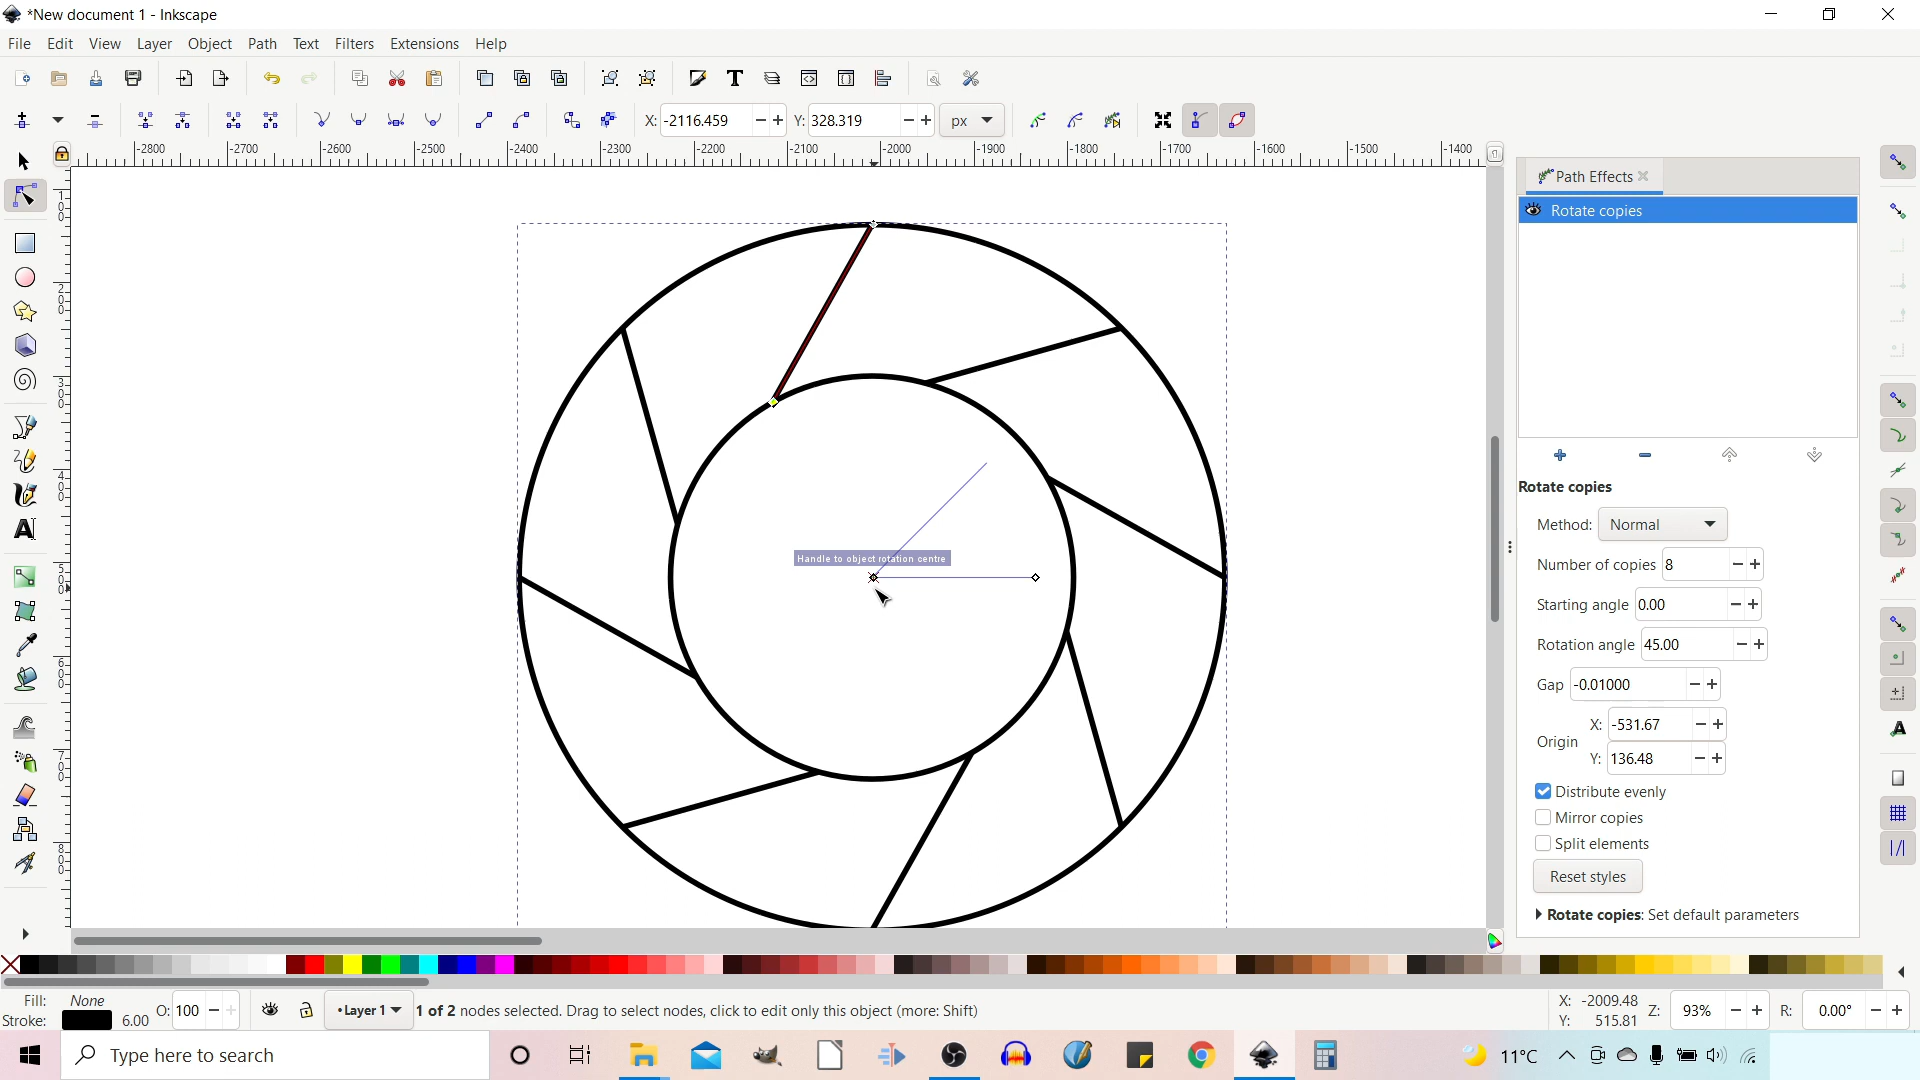 *New document 1 - Inkscape
File Edit View Layer Object Path Text Filters Extensions Help
X: -2116.459 Y: 328.319 px
-2800 -2700 -2600 -2500 -2400 -2300 -2200 -2100 -2000 -1900 -1800 -1700 -1600 -1500 -1400
Path Effects
Rotate copies
Handle to object rotation centre
Rotate copies
Method: Normal
Number of copies 8
Starting angle 0.00
Rotation angle 45.00
Gap -0.01000
Origin X: -531.67
Y: 136.48
Distribute evenly
Mirror copies
Split elements
Reset styles
Rotate copies: Set default parameters
Fill: None
Stroke: 6.00
O: 100
•Layer 1
1 of 2 nodes selected. Drag to select nodes, click to edit only this object (more: Shift)
X: -2009.48
Y: 515.81
Z: 93%
R: 0.00°
Type here to search
11°C